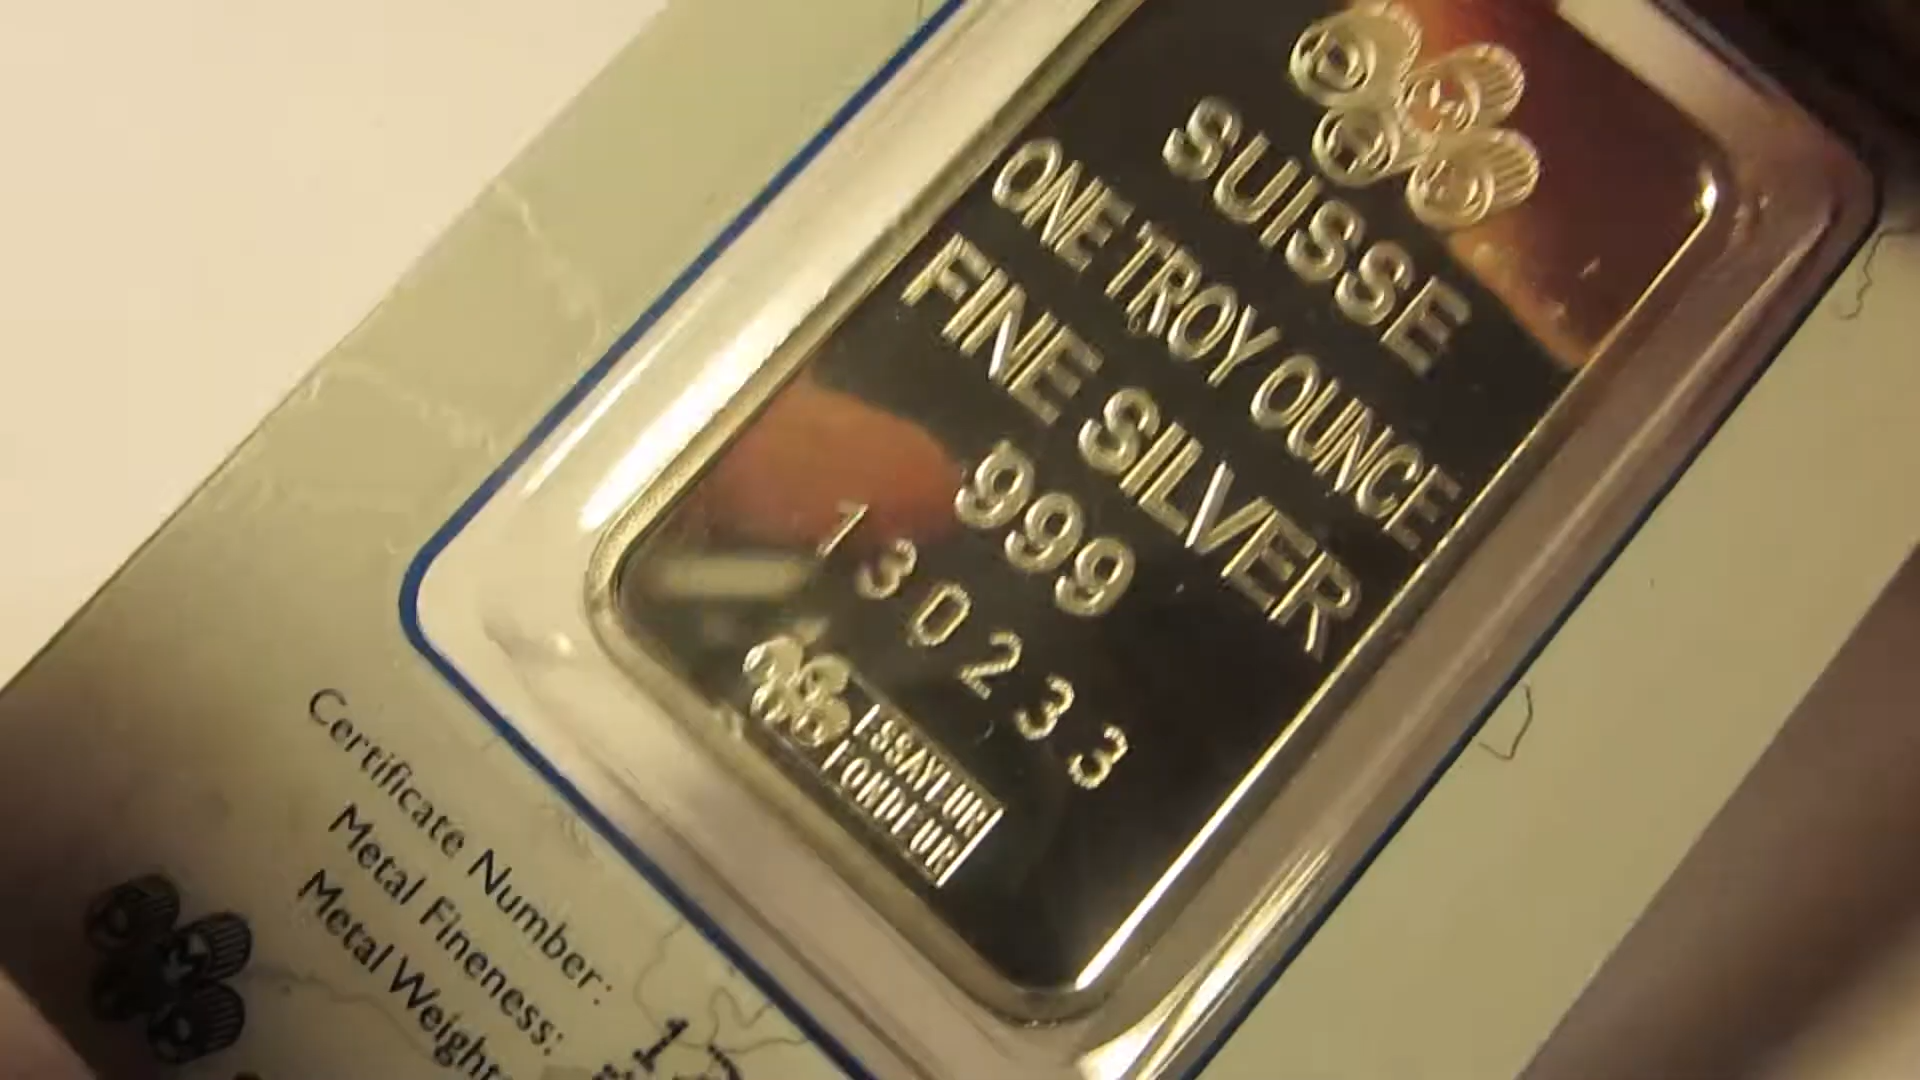 SUISSE
ONE TROY OUNCE
FINE SILVER
999
130233
ESSAYEUR
FONDEUR
Certificate Number:
Metal Fineness:
Metal Weight: